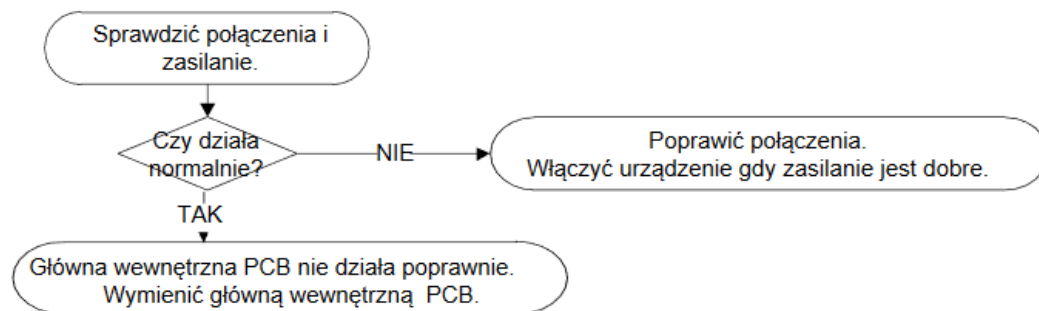 Sprawdzić połączenia i
zasilanie.
Czy działa
normalnie?
NIE
Poprawić połączenia.
Włączyć urządzenie gdy zasilanie jest dobre.
TAK
Główna wewnętrzna PCB nie działa poprawnie.
Wymienić główną wewnętrzną PCB.